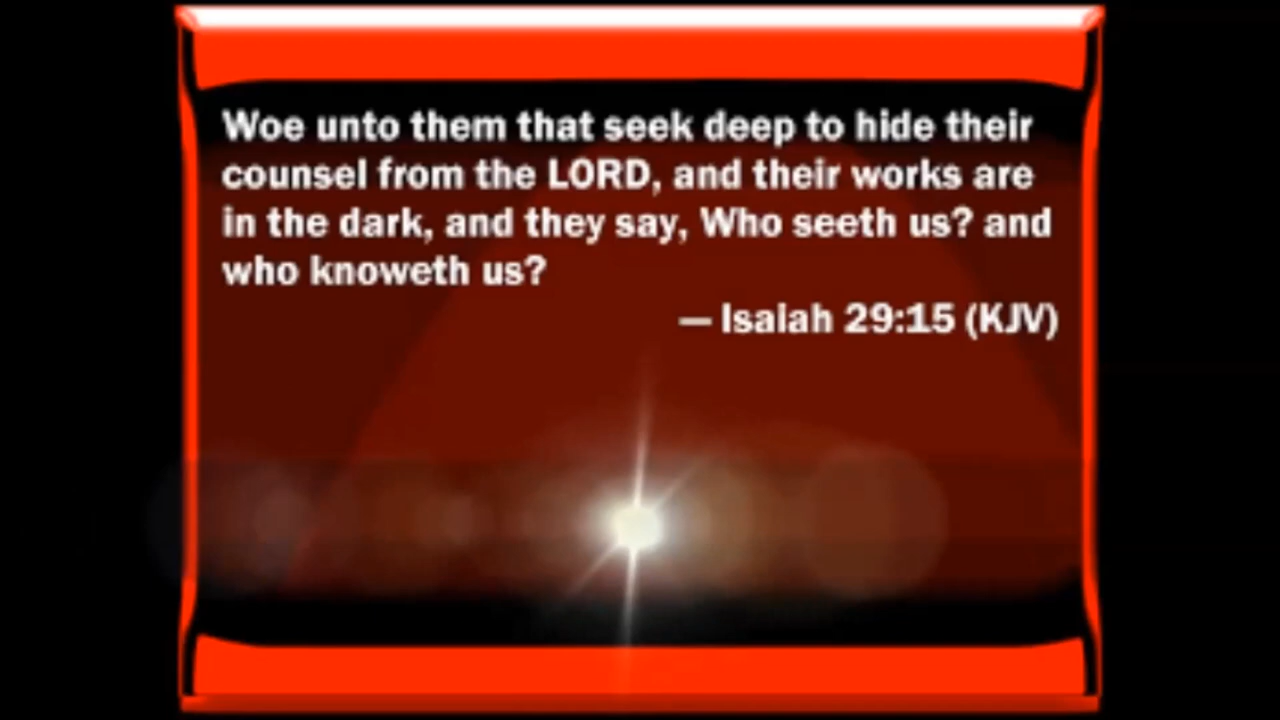 Woe unto them that seek deep to hide their
counsel from the LORD, and their works are
in the dark, and they say, Who seeth us? and
who knoweth us?
— Isaiah 29:15 (KJV)